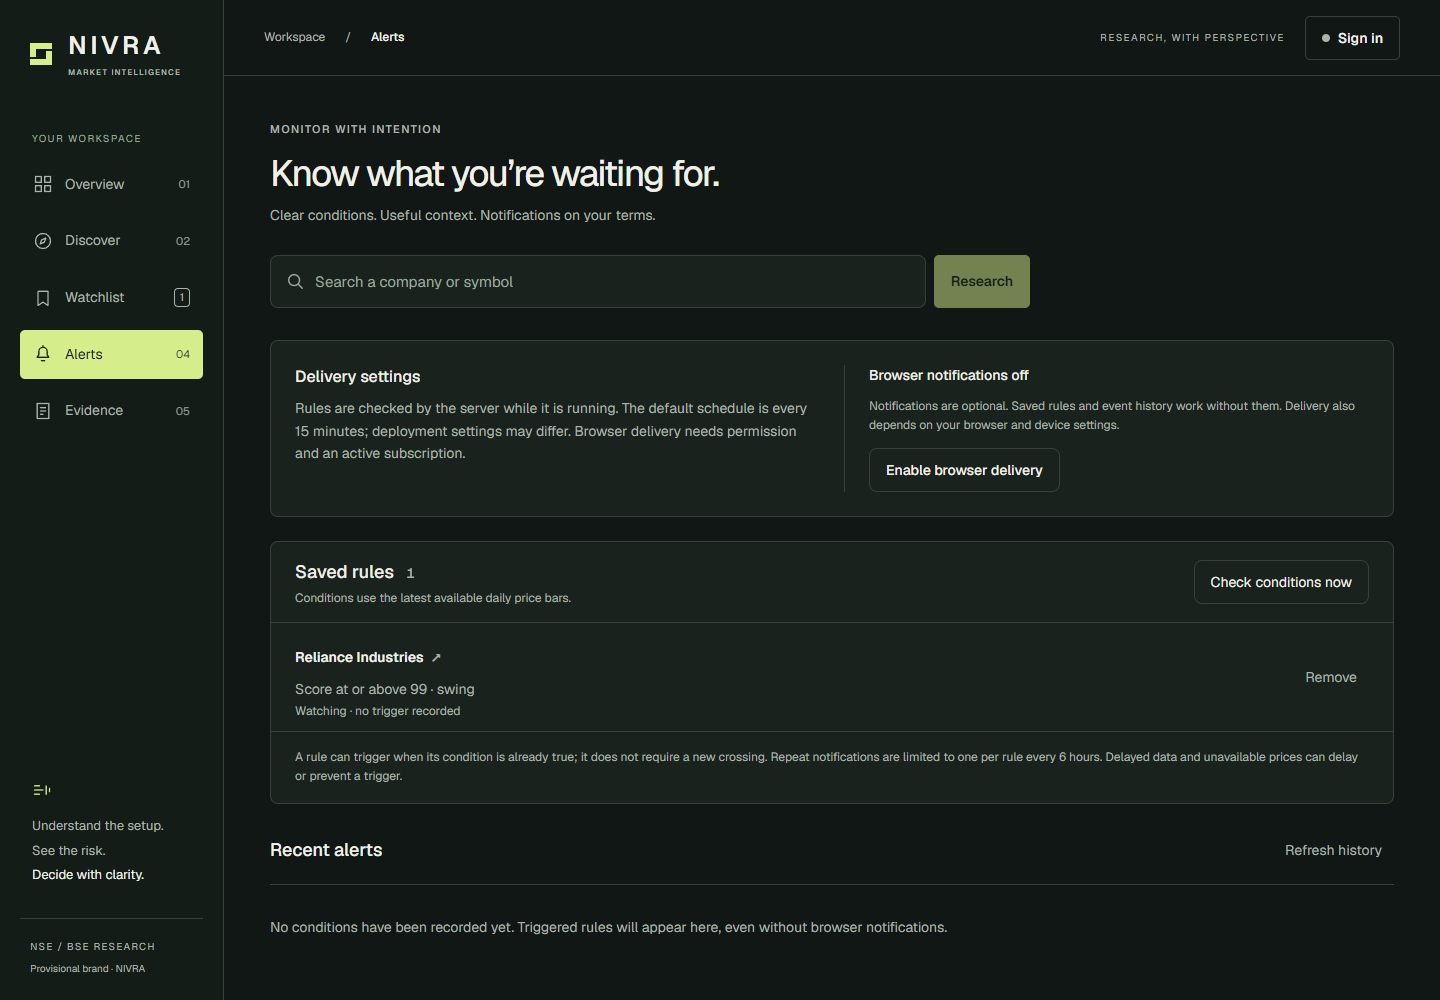 NIVRA
MARKET INTELLIGENCE
YOUR WORKSPACE
Overview 01
Discover 02
Watchlist 1
Alerts 04
Evidence 05
Understand the setup.
See the risk.
Decide with clarity.
NSE / BSE RESEARCH
Provisional brand · NIVRA
Workspace / Alerts
RESEARCH, WITH PERSPECTIVE
Sign in
MONITOR WITH INTENTION
Know what you’re waiting for.
Clear conditions. Useful context. Notifications on your terms.
Search a company or symbol
Research
Delivery settings
Rules are checked by the server while it is running. The default schedule is every
15 minutes; deployment settings may differ. Browser delivery needs permission
and an active subscription.
Browser notifications off
Notifications are optional. Saved rules and event history work without them. Delivery also
depends on your browser and device settings.
Enable browser delivery
Saved rules 1
Conditions use the latest available daily price bars.
Check conditions now
Reliance Industries ↗
Score at or above 99 · swing
Watching · no trigger recorded
Remove
A rule can trigger when its condition is already true; it does not require a new crossing. Repeat notifications are limited to one per rule every 6 hours. Delayed data and unavailable prices can delay
or prevent a trigger.
Recent alerts
Refresh history
No conditions have been recorded yet. Triggered rules will appear here, even without browser notifications.